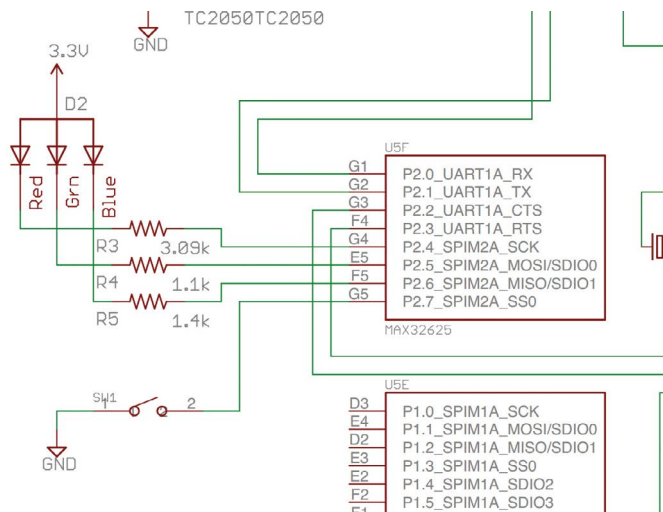 TC2050TC2050
GND
3.3V
D2
Red
Grn
Blue
R3
3.09k
R4
1.1k
R5
1.4k
SW1
1
2
GND
U5F
G1 P2.0_UART1A_RX
G2 P2.1_UART1A_TX
G3 P2.2_UART1A_CTS
F4 P2.3_UART1A_RTS
G4 P2.4_SPIM2A_SCK
E5 P2.5_SPIM2A_MOSI/SDIO0
F5 P2.6_SPIM2A_MISO/SDIO1
G5 P2.7_SPIM2A_SS0
MAX32625
U5E
D3 P1.0_SPIM1A_SCK
E4 P1.1_SPIM1A_MOSI/SDIO0
D2 P1.2_SPIM1A_MISO/SDIO1
E3 P1.3_SPIM1A_SS0
E2 P1.4_SPIM1A_SDIO2
F2 P1.5_SPIM1A_SDIO3